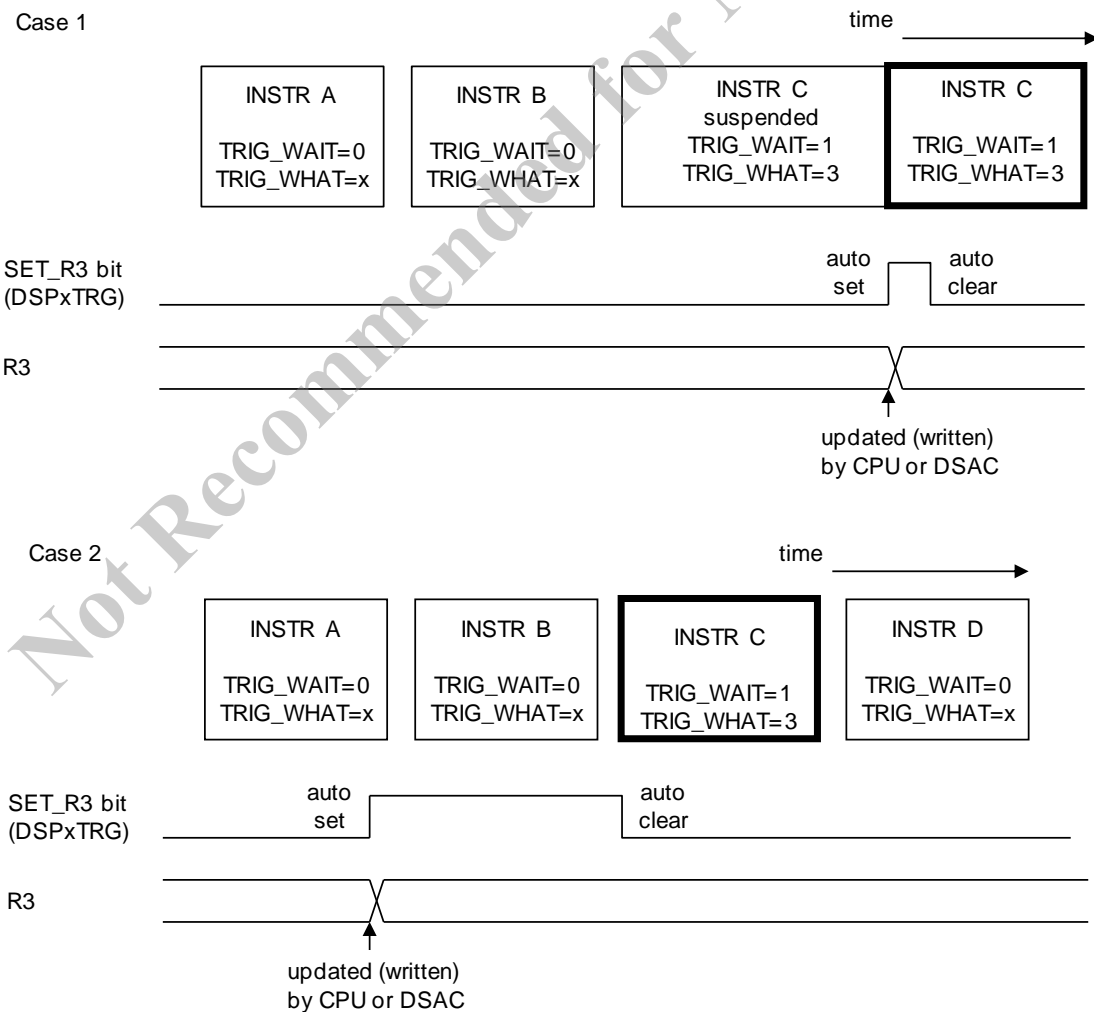 Case 1
time
INSTR A
TRIG_WAIT=0
TRIG_WHAT=x
INSTR B
TRIG_WAIT=0
TRIG_WHAT=x
INSTR C
suspended
TRIG_WAIT=1
TRIG_WHAT=3
INSTR C
TRIG_WAIT=1
TRIG_WHAT=3
SET_R3 bit
(DSPxTRG)
auto
set
auto
clear
R3
updated (written)
by CPU or DSAC
Case 2
time
INSTR A
TRIG_WAIT=0
TRIG_WHAT=x
INSTR B
TRIG_WAIT=0
TRIG_WHAT=x
INSTR C
TRIG_WAIT=1
TRIG_WHAT=3
INSTR D
TRIG_WAIT=0
TRIG_WHAT=x
SET_R3 bit
(DSPxTRG)
auto
set
auto
clear
R3
updated (written)
by CPU or DSAC
Not Recommended for